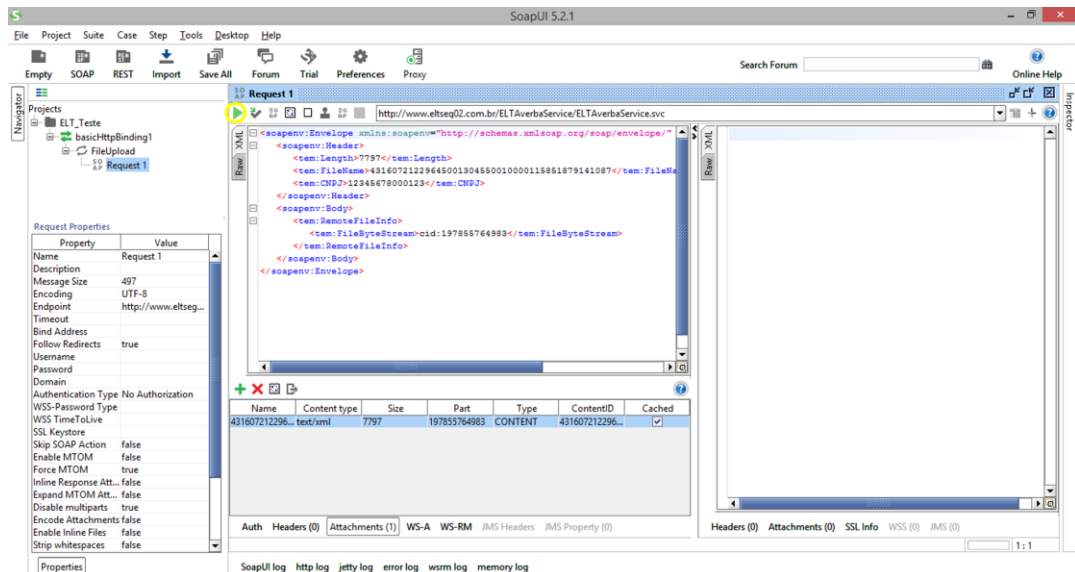 SoapUI 5.2.1
File Project Suite Case Step Tools Desktop Help
Empty SOAP REST Import Save All Forum Trial Preferences Proxy
Search Forum
Online Help
Navigator
Projects
ELT_Teste
basicHttpBinding1
FileUpload
Request 1
Request Properties
Property Value
Name Request 1
Description
Message Size 497
Encoding UTF-8
Endpoint http://www.eltseg...
Timeout
Bind Address
Follow Redirects true
Username
Password
Domain
Authentication Type No Authorization
WSS-Password Type
WSS TimeToLive
SSL Keystore
Skip SOAP Action false
Enable MTOM false
Force MTOM true
Inline Response Att... false
Expand MTOM Att... false
Disable multiparts true
Encode Attachments false
Enable Inline Files false
Strip whitespaces false
Properties
Request 1
http://www.eltseg02.com.br/ELTAverbaService/ELTAverbaService.svc
XML
Raw
<soapenv:Envelope xmlns:soapenv="http://schemas.xmlsoap.org/soap/envelope/"
<soapenv:Header>
<tem:Length>7797</tem:Length>
<tem:FileName>43160721229645001304550010000115851879141087</tem:FileNa
<tem:CNPJ>12345678000123</tem:CNPJ>
</soapenv:Header>
<soapenv:Body>
<tem:RemoteFileInfo>
<tem:FileByteStream>cid:197855764983</tem:FileByteStream>
</tem:RemoteFileInfo>
</soapenv:Body>
</soapenv:Envelope>
Name Content type Size Part Type ContentID Cached
431607212296... text/xml 7797 197855764983 CONTENT 431607212296...
Auth Headers (0) Attachments (1) WS-A WS-RM JMS Headers JMS Property (0)
XML
Raw
Headers (0) Attachments (0) SSL Info WSS (0) JMS (0)
1 : 1
Inspector
SoapUI log http log jetty log error log wsrm log memory log